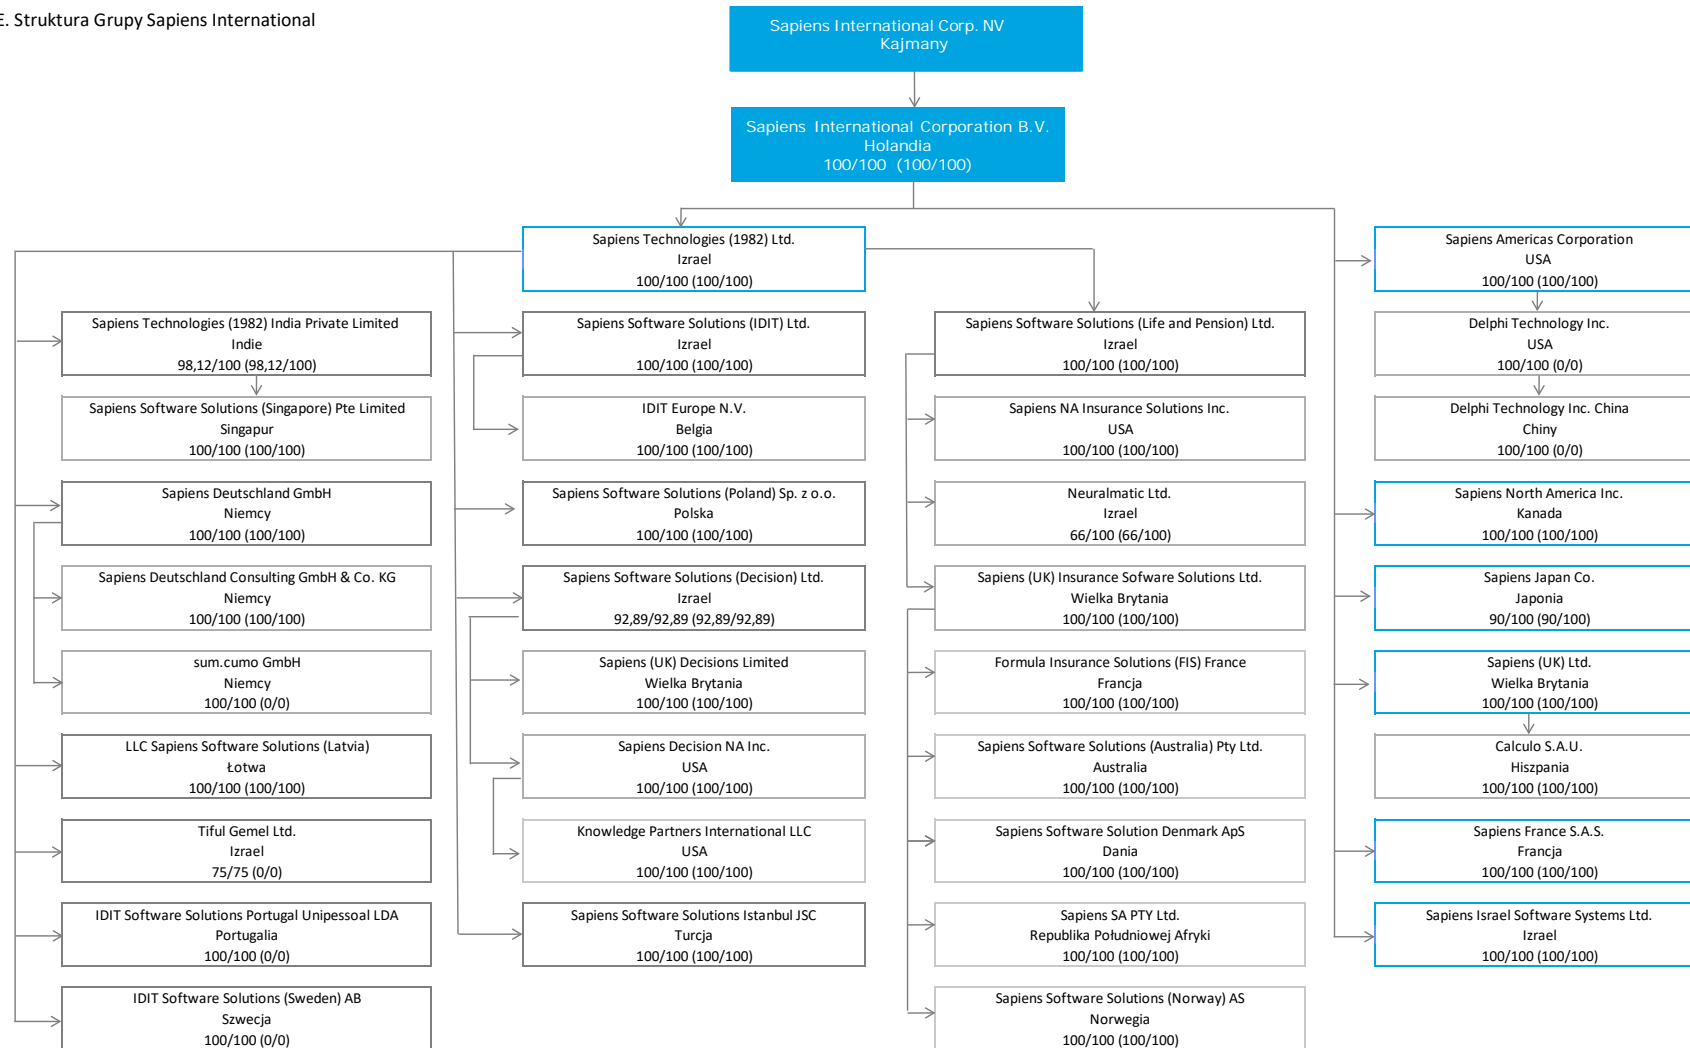 E. Struktura Grupy Sapiens International
Sapiens International Corp. NV
Kajmany
Sapiens International Corporation B.V.
Holandia
100/100 (100/100)
Sapiens Technologies (1982) Ltd.
Izrael
100/100 (100/100)
Sapiens Americas Corporation
USA
100/100 (100/100)
Sapiens Technologies (1982) India Private Limited
Indie
98,12/100 (98,12/100)
Sapiens Software Solutions (IDIT) Ltd.
Izrael
100/100 (100/100)
Sapiens Software Solutions (Life and Pension) Ltd.
Izrael
100/100 (100/100)
Delphi Technology Inc.
USA
100/100 (0/0)
Sapiens Software Solutions (Singapore) Pte Limited
Singapur
100/100 (100/100)
IDIT Europe N.V.
Belgia
100/100 (100/100)
Sapiens NA Insurance Solutions Inc.
USA
100/100 (100/100)
Delphi Technology Inc. China
Chiny
100/100 (0/0)
Sapiens Deutschland GmbH
Niemcy
100/100 (100/100)
Sapiens Software Solutions (Poland) Sp. z o.o.
Polska
100/100 (100/100)
Neuralmatic Ltd.
Izrael
66/100 (66/100)
Sapiens North America Inc.
Kanada
100/100 (100/100)
Sapiens Deutschland Consulting GmbH & Co. KG
Niemcy
100/100 (100/100)
Sapiens Software Solutions (Decision) Ltd.
Izrael
92,89/92,89 (92,89/92,89)
Sapiens (UK) Insurance Sofware Solutions Ltd.
Wielka Brytania
100/100 (100/100)
Sapiens Japan Co.
Japonia
90/100 (90/100)
sum.cumo GmbH
Niemcy
100/100 (0/0)
Sapiens (UK) Decisions Limited
Wielka Brytania
100/100 (100/100)
Formula Insurance Solutions (FIS) France
Francja
100/100 (100/100)
Sapiens (UK) Ltd.
Wielka Brytania
100/100 (100/100)
LLC Sapiens Software Solutions (Latvia)
Łotwa
100/100 (100/100)
Sapiens Decision NA Inc.
USA
100/100 (100/100)
Sapiens Software Solutions (Australia) Pty Ltd.
Australia
100/100 (100/100)
Calculo S.A.U.
Hiszpania
100/100 (100/100)
Tiful Gemel Ltd.
Izrael
75/75 (0/0)
Knowledge Partners International LLC
USA
100/100 (100/100)
Sapiens Software Solution Denmark ApS
Dania
100/100 (100/100)
Sapiens France S.A.S.
Francja
100/100 (100/100)
IDIT Software Solutions Portugal Unipessoal LDA
Portugalia
100/100 (0/0)
Sapiens Software Solutions Istanbul JSC
Turcja
100/100 (100/100)
Sapiens SA PTY Ltd.
Republika Południowej Afryki
100/100 (100/100)
Sapiens Israel Software Systems Ltd.
Izrael
100/100 (100/100)
IDIT Software Solutions (Sweden) AB
Szwecja
100/100 (0/0)
Sapiens Software Solutions (Norway) AS
Norwegia
100/100 (100/100)